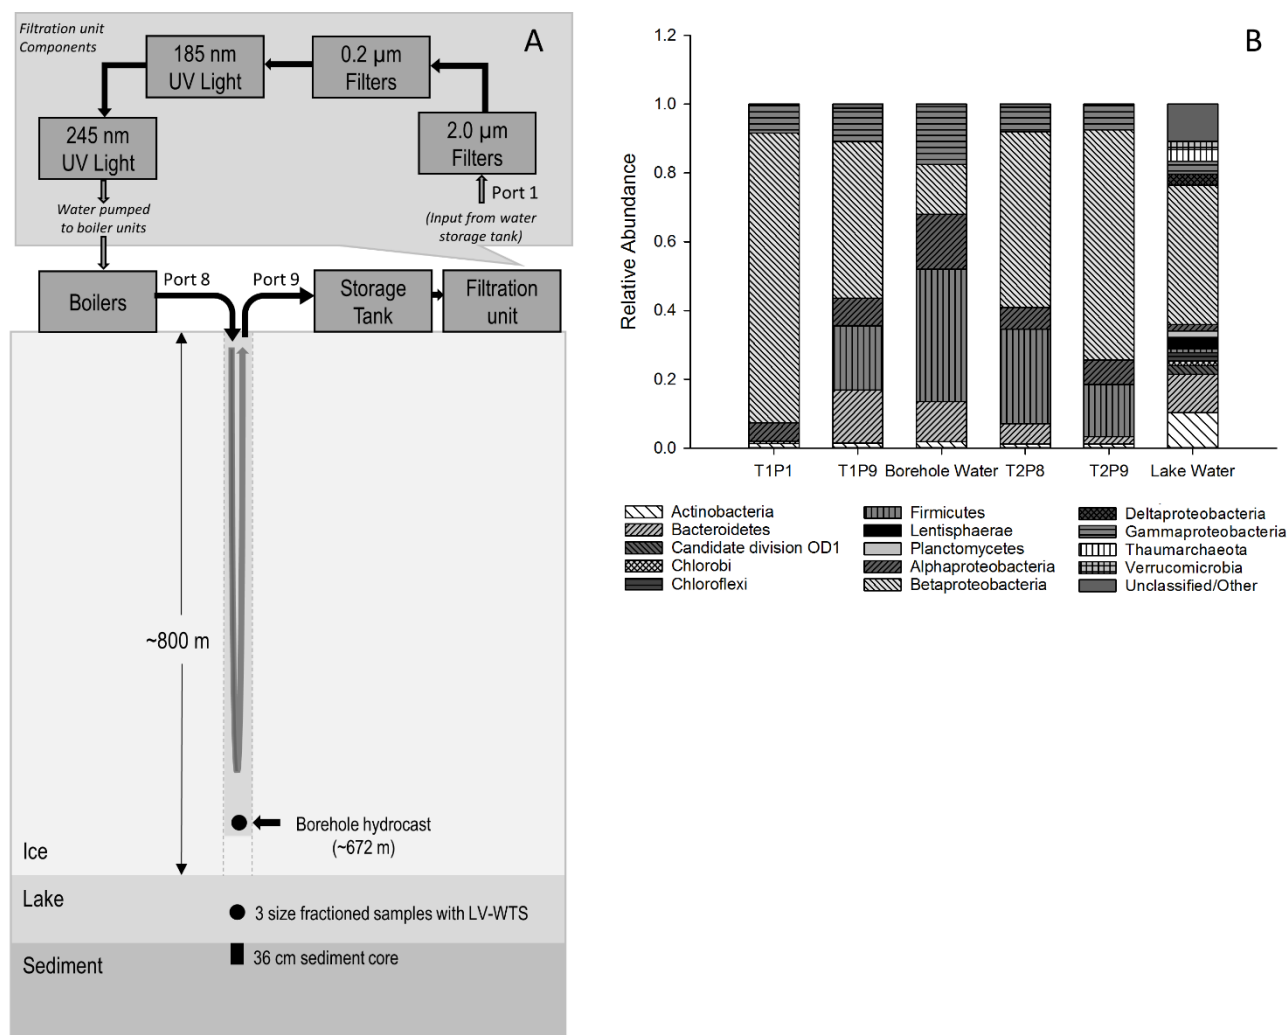 Filtration unit
Components
A
185 nm
UV Light
0.2 µm
Filters
245 nm
UV Light
2.0 µm
Filters
Port 1
Water pumped
to boiler units
(Input from water
storage tank)
Boilers
Port 8
Port 9
Storage
Tank
Filtration
unit
~800 m
Borehole hydrocast
(~672 m)
Ice
Lake
3 size fractioned samples with LV-WTS
Sediment
36 cm sediment core
B
Relative Abundance
1.2
1.0
0.8
0.6
0.4
0.2
0.0
T1P1
T1P9
Borehole Water
T2P8
T2P9
Lake Water
Actinobacteria
Bacteroidetes
Candidate division OD1
Chlorobi
Chloroflexi
Firmicutes
Lentisphaerae
Planctomycetes
Alphaproteobacteria
Betaproteobacteria
Deltaproteobacteria
Gammaproteobacteria
Thaumarchaeota
Verrucomicrobia
Unclassified/Other